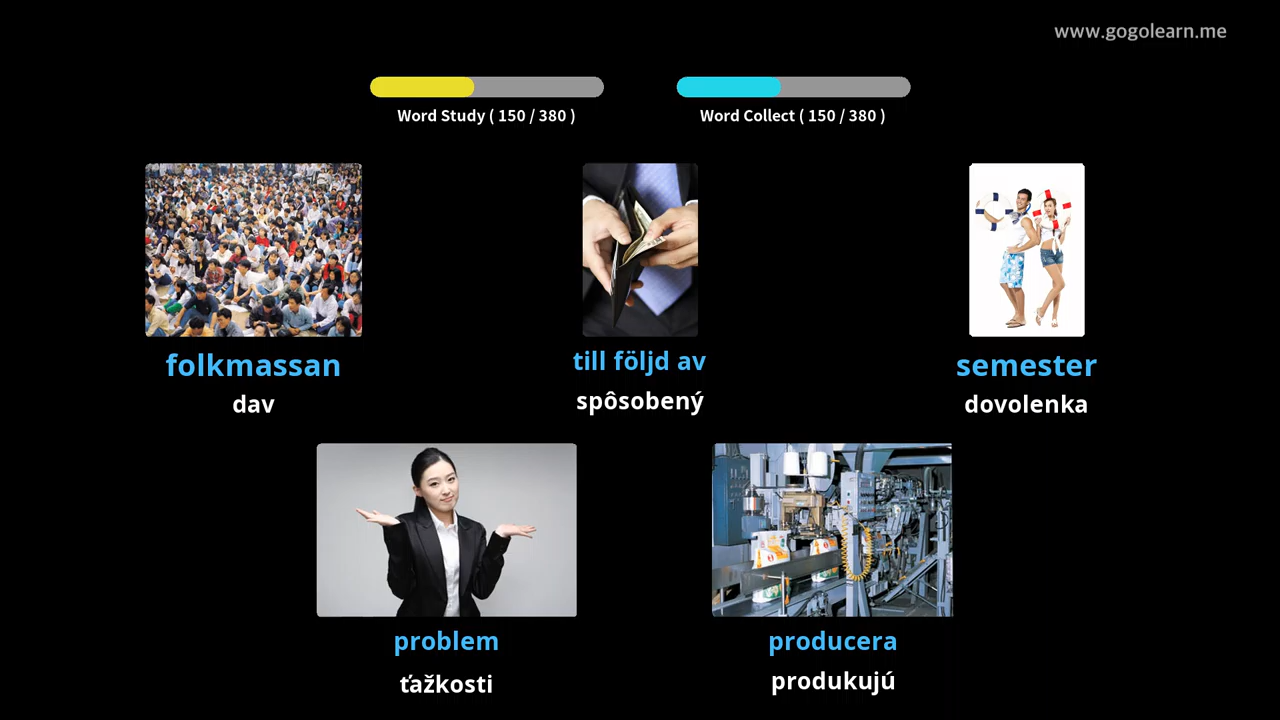 www.gogolearn.me
Word Study ( 150 / 380 )
Word Collect ( 150 / 380 )
folkmassan
dav
till följd av
spôsobený
semester
dovolenka
problem
ťažkosti
producera
produkujú